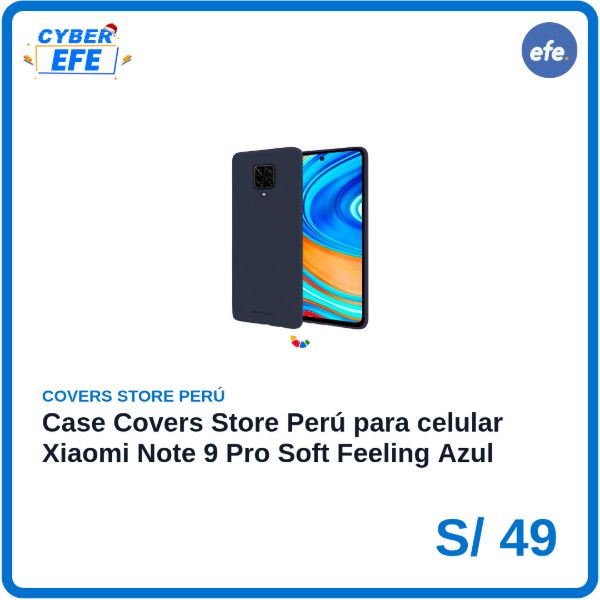 CYBER
EFE
efe.
COVERS STORE PERÚ
Case Covers Store Perú para celular
Xiaomi Note 9 Pro Soft Feeling Azul
S/ 49